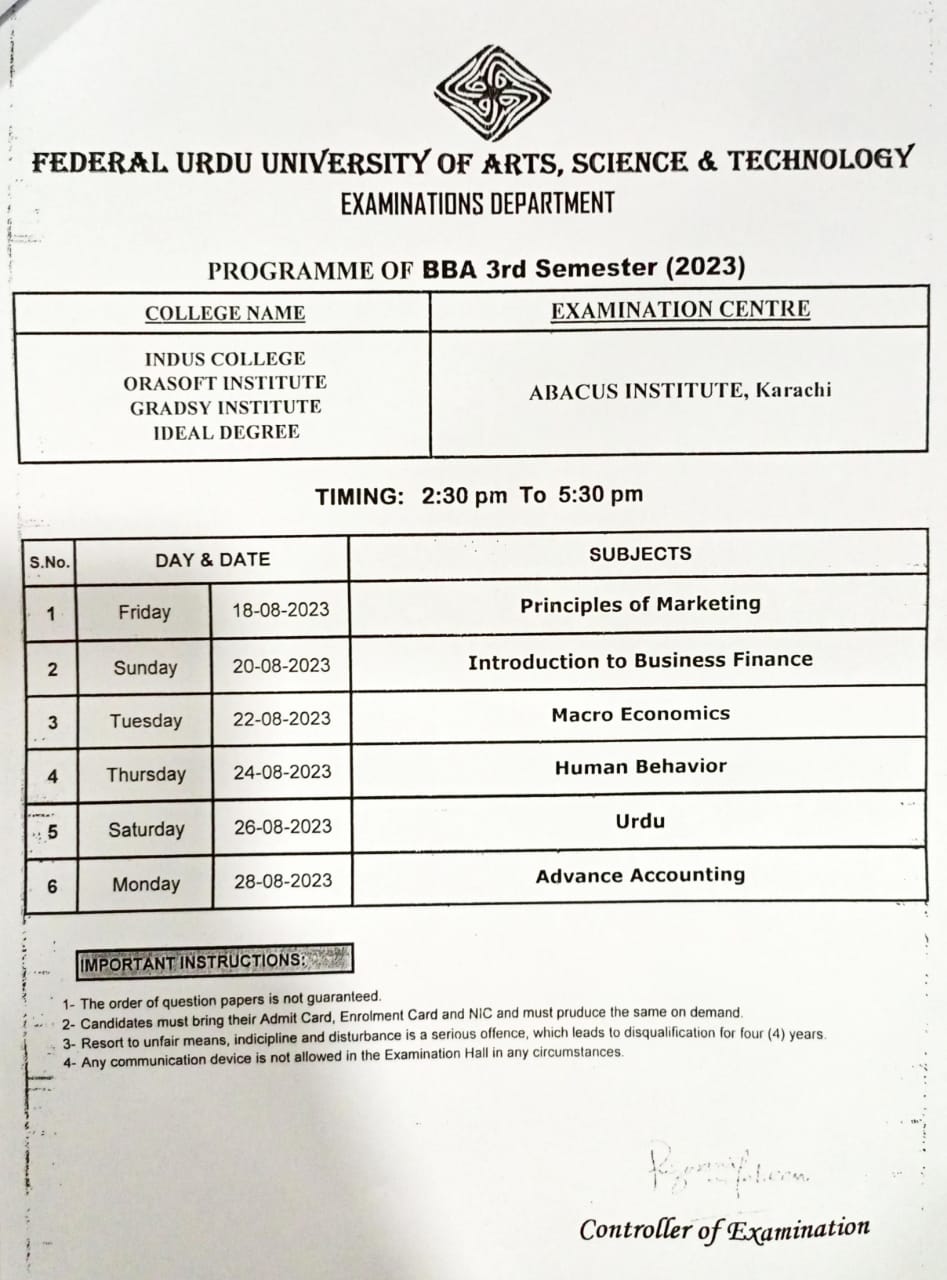 FEDERAL URDU UNIVERSITY OF ARTS, SCIENCE & TECHNOLOGY
EXAMINATIONS DEPARTMENT
PROGRAMME OF BBA 3rd Semester (2023)
COLLEGE NAME EXAMINATION CENTRE
INDUS COLLEGE
ORASOFT INSTITUTE
GRADSY INSTITUTE
IDEAL DEGREE
ABACUS INSTITUTE, Karachi
TIMING: 2:30 pm To 5:30 pm
S.No. DAY & DATE SUBJECTS
1 Friday 18-08-2023 Principles of Marketing
2 Sunday 20-08-2023 Introduction to Business Finance
3 Tuesday 22-08-2023 Macro Economics
4 Thursday 24-08-2023 Human Behavior
5 Saturday 26-08-2023 Urdu
6 Monday 28-08-2023 Advance Accounting
IMPORTANT INSTRUCTIONS:
1- The order of question papers is not guaranteed.
2- Candidates must bring their Admit Card, Enrolment Card and NIC and must pruduce the same on demand.
3- Resort to unfair means, indicipline and disturbance is a serious offence, which leads to disqualification for four (4) years.
4- Any communication device is not allowed in the Examination Hall in any circumstances.
Controller of Examination